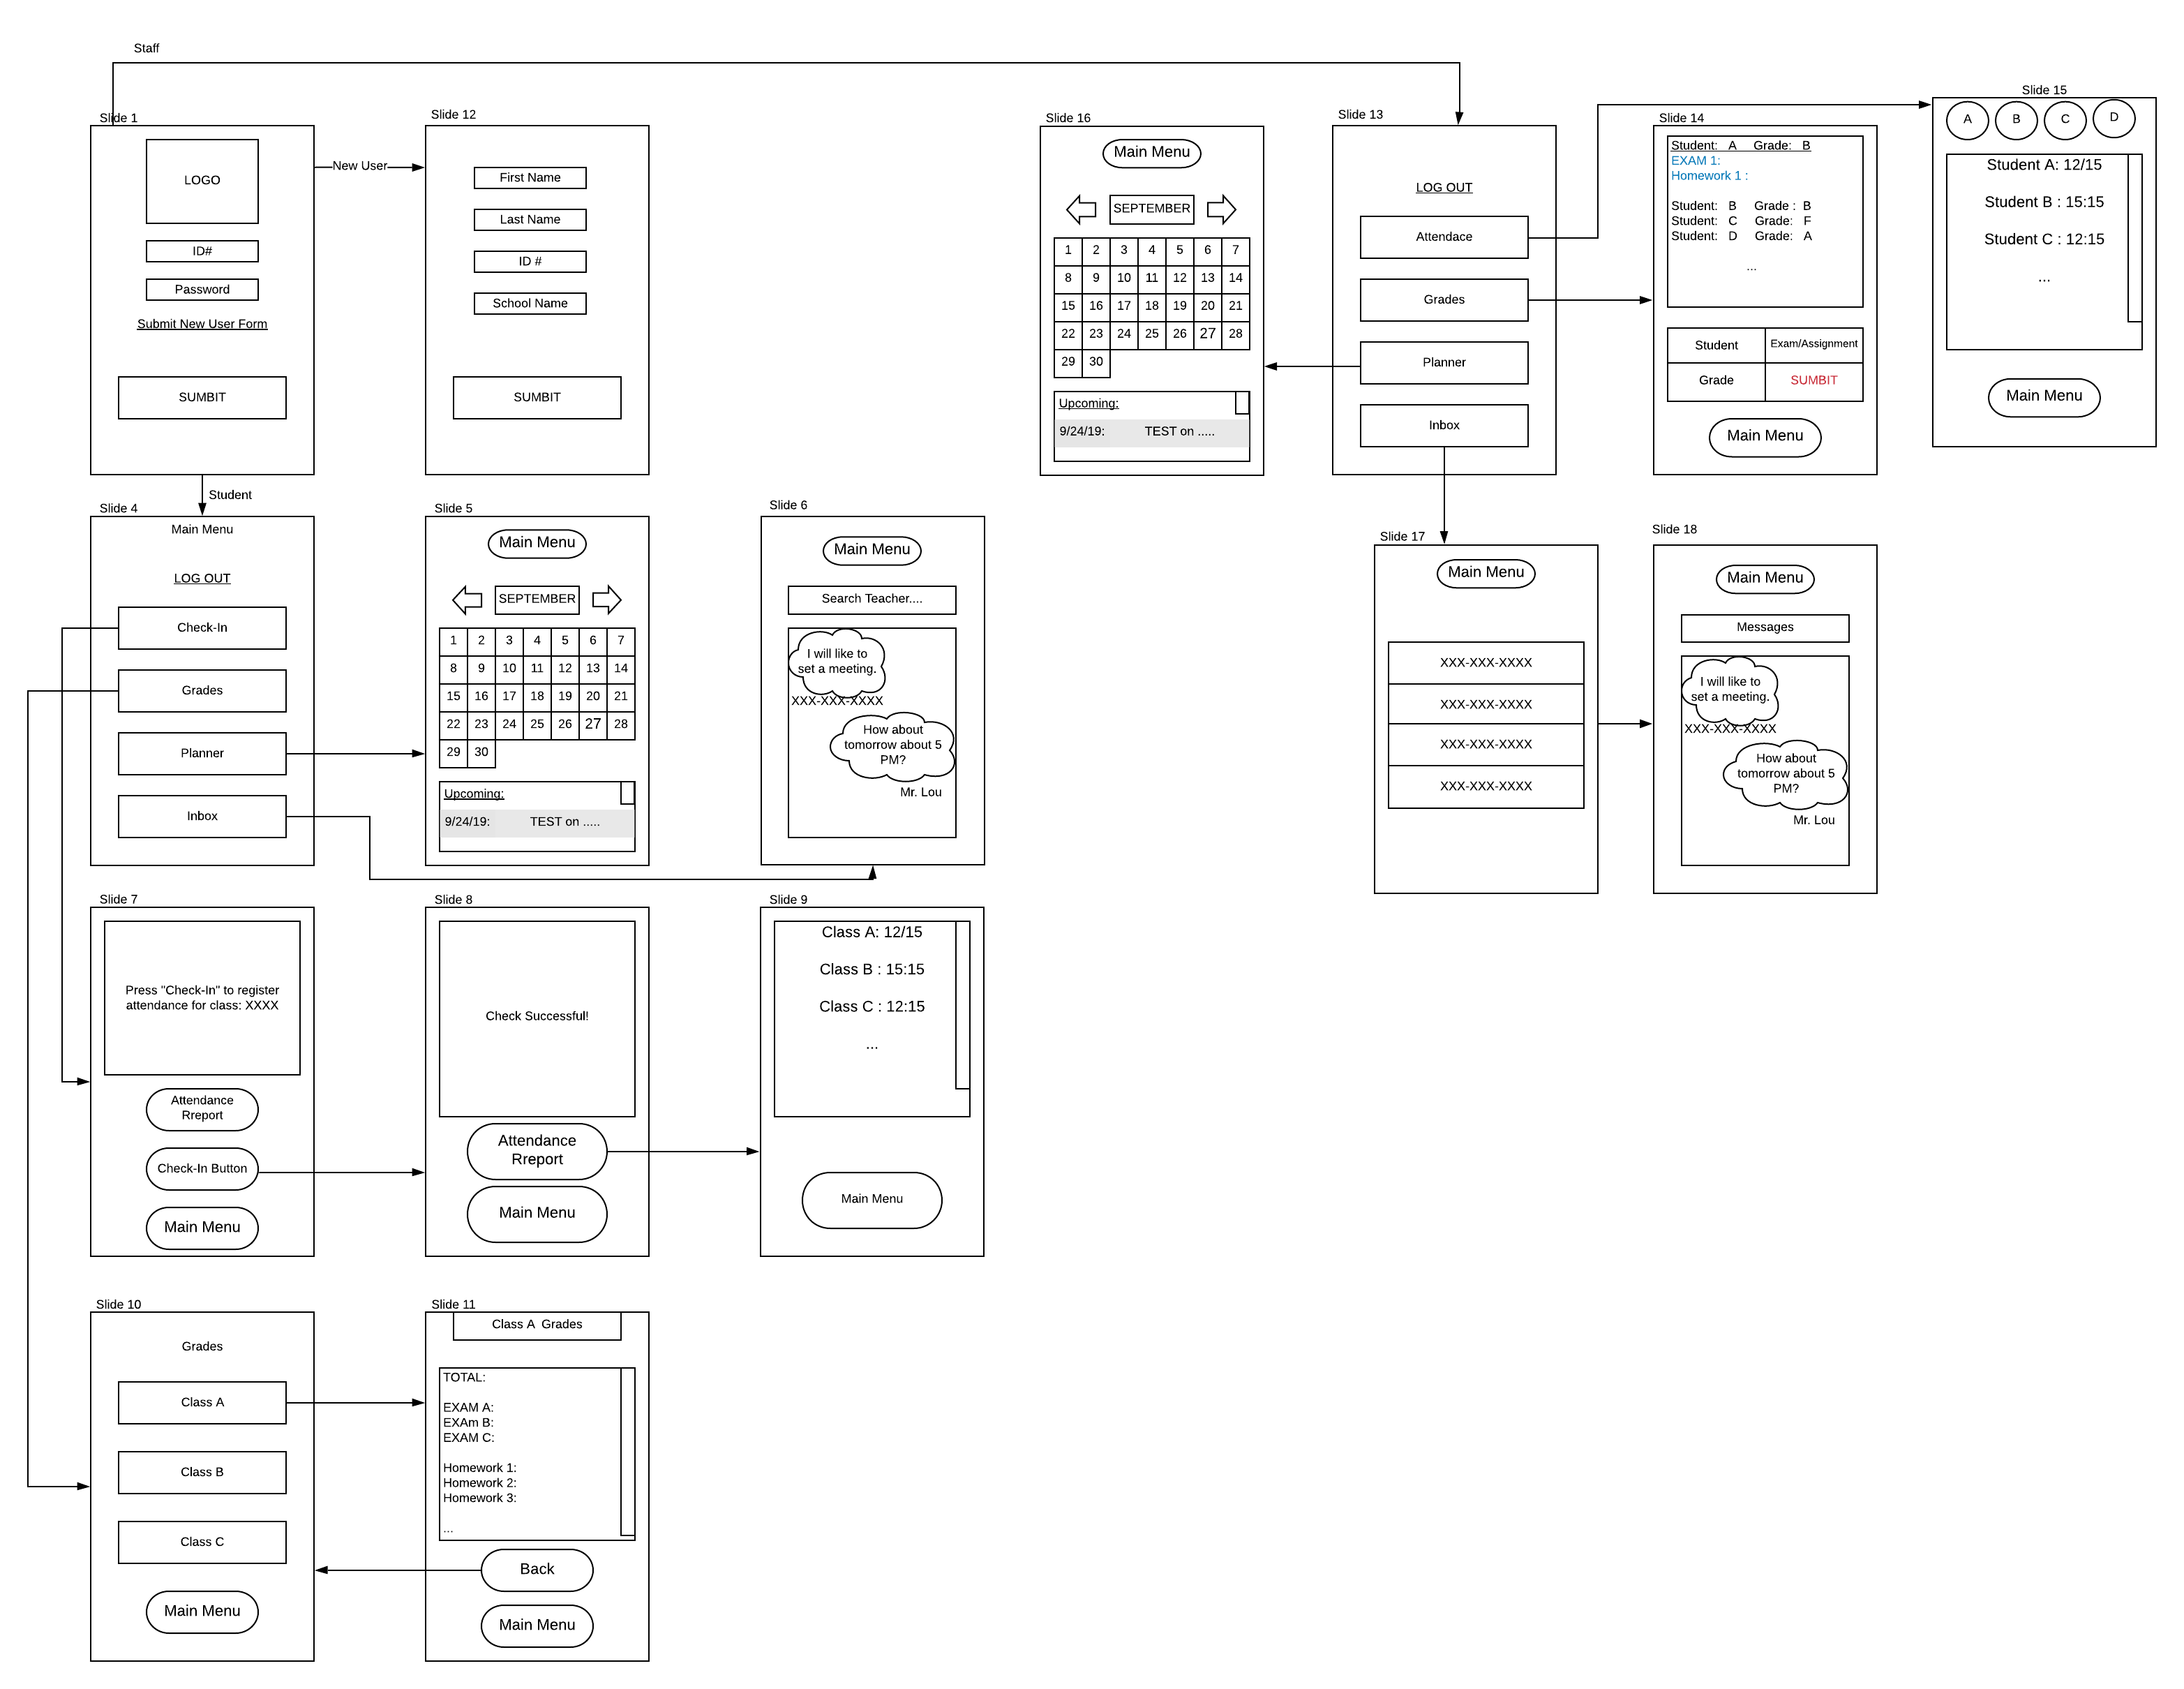 Staff
Slide 1
LOGO
ID#
Password
Submit New User Form
SUMBIT
New User
Slide 12
First Name
Last Name
ID #
School Name
SUMBIT
Slide 16
Main Menu
SEPTEMBER
1 2 3 4 5 6 7
8 9 10 11 12 13 14
15 16 17 18 19 20 21
22 23 24 25 26 27 28
29 30
Upcoming:
9/24/19: TEST on .....
Slide 13
LOG OUT
Attendace
Grades
Planner
Inbox
Slide 14
Student: A Grade: B
EXAM 1:
Homework 1 :
Student: B Grade : B
Student: C Grade: F
Student: D Grade: A
...
Student Exam/Assignment
Grade SUMBIT
Main Menu
Slide 15
A B C D
Student A: 12/15
Student B : 15:15
Student C : 12:15
...
Main Menu
Student
Slide 4
Main Menu
LOG OUT
Check-In
Grades
Planner
Inbox
Slide 5
Main Menu
SEPTEMBER
1 2 3 4 5 6 7
8 9 10 11 12 13 14
15 16 17 18 19 20 21
22 23 24 25 26 27 28
29 30
Upcoming:
9/24/19: TEST on .....
Slide 6
Main Menu
Search Teacher....
I will like to
set a meeting.
XXX-XXX-XXXX
How about
tomorrow about 5
PM?
Mr. Lou
Slide 17
Main Menu
XXX-XXX-XXXX
XXX-XXX-XXXX
XXX-XXX-XXXX
XXX-XXX-XXXX
Slide 18
Main Menu
Messages
I will like to
set a meeting.
XXX-XXX-XXXX
How about
tomorrow about 5
PM?
Mr. Lou
Slide 7
Press "Check-In" to register
attendance for class: XXXX
Attendance
Rreport
Check-In Button
Main Menu
Slide 8
Check Successful!
Attendance
Rreport
Main Menu
Slide 9
Class A: 12/15
Class B : 15:15
Class C : 12:15
...
Main Menu
Slide 10
Grades
Class A
Class B
Class C
Main Menu
Slide 11
Class A Grades
TOTAL:
EXAM A:
EXAm B:
EXAM C:
Homework 1:
Homework 2:
Homework 3:
...
Back
Main Menu